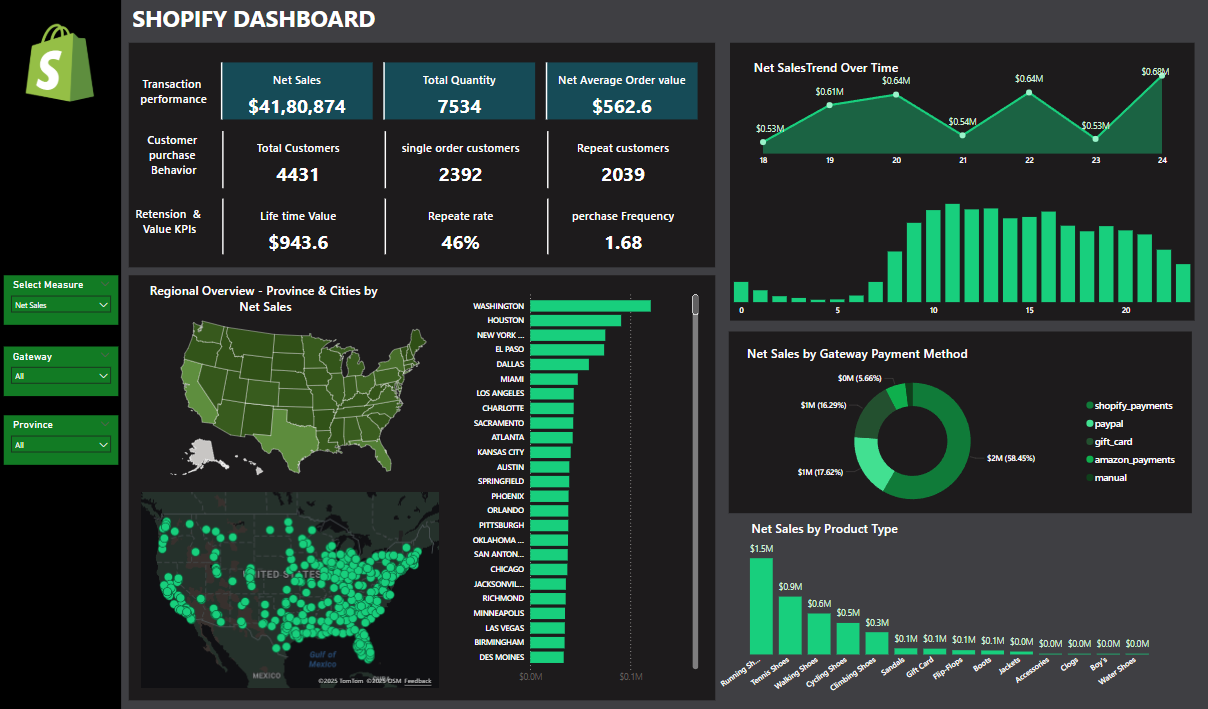 SHOPIFY DASHBOARD
S
Transaction
performance
Net Sales
$41,80,874
Total Quantity
7534
Net Average Order value
$562.6
Customer
purchase
Behavior
Total Customers
4431
single order customers
2392
Repeat customers
2039
Retension &
Value KPIs
Life time Value
$943.6
Repeate rate
46%
purchase Frequency
1.68
Select Measure
Net Sales
Gateway
All
Province
All
Regional Overview - Province & Cities by
Net Sales
UNITED STATES
Gulf of
Mexico
MEXICO
©2025 TomTom ©2025 OSM Feedback
WASHINGTON
HOUSTON
NEW YORK ...
EL PASO
DALLAS
MIAMI
LOS ANGELES
CHARLOTTE
SACRAMENTO
ATLANTA
KANSAS CITY
AUSTIN
SPRINGFIELD
PHOENIX
ORLANDO
PITTSBURGH
OKLAHOMA ...
SAN ANTON...
CHICAGO
JACKSONVIL...
RICHMOND
MINNEAPOLIS
LAS VEGAS
BIRMINGHAM
DES MOINES
$0.0M $0.1M
Net SalesTrend Over Time
$0.53M $0.61M $0.64M $0.54M $0.64M $0.53M $0.68M
18 19 20 21 22 23 24
0 5 10 15 20
Net Sales by Gateway Payment Method
$0M (5.66%)
$1M (16.29%)
$1M (17.62%)
$2M (58.45%)
shopify_payments
paypal
gift_card
amazon_payments
manual
Net Sales by Product Type
$1.5M $0.9M $0.6M $0.5M $0.3M $0.1M $0.1M $0.1M $0.1M $0.0M $0.0M $0.0M $0.0M $0.0M
Running Sh... Tennis Shoes Walking Shoes Cycling Shoes Climbing Shoes Sandals Gift Card Flip-Flops Boots Jackets Accessories Clogs Boy's Water Shoes